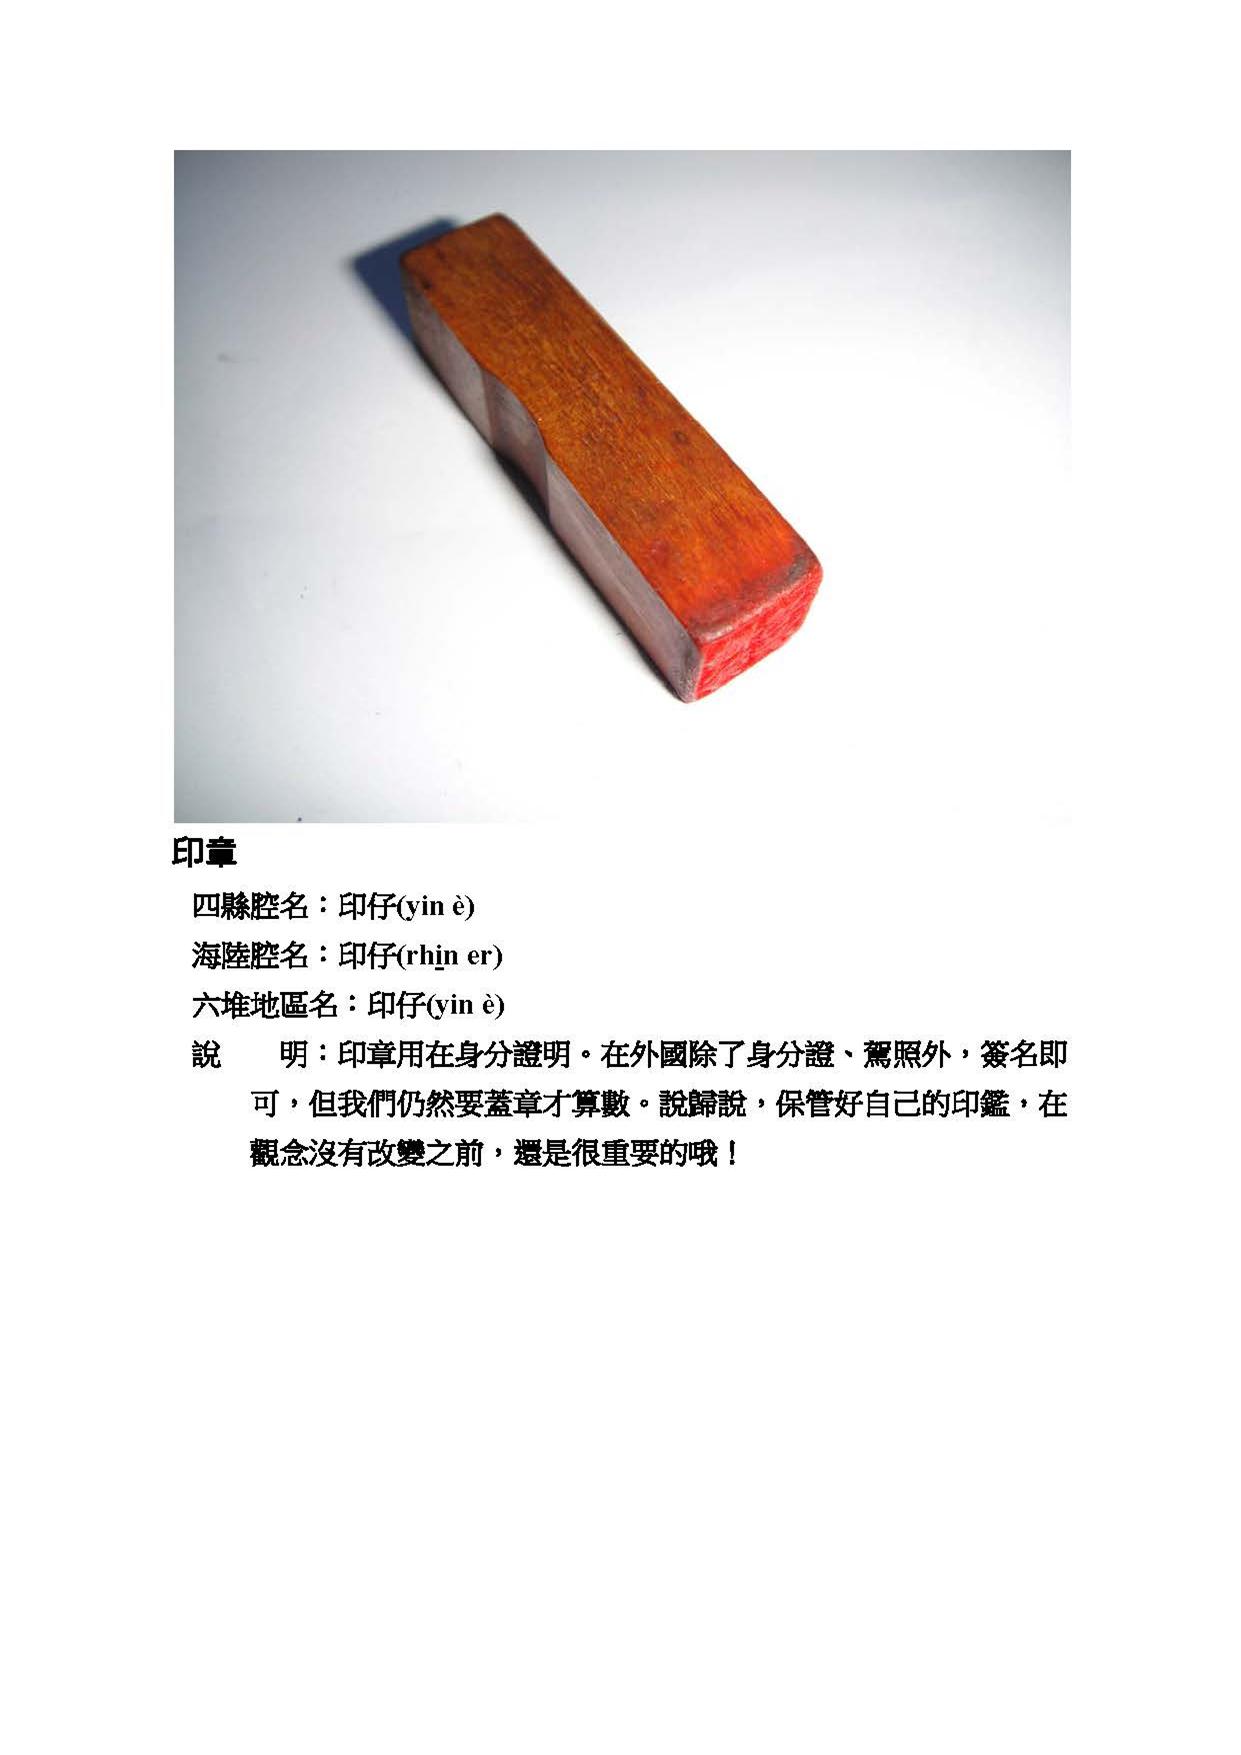 印章
四縣腔名：印仔(yin è)
海陸腔名：印仔(rhi̲n er)
六堆地區名：印仔(yin è)
說　　明：印章用在身分證明。在外國除了身分證、駕照外，簽名即
可，但我們仍然要蓋章才算數。說歸說，保管好自己的印鑑，在
觀念沒有改變之前，還是很重要的哦！